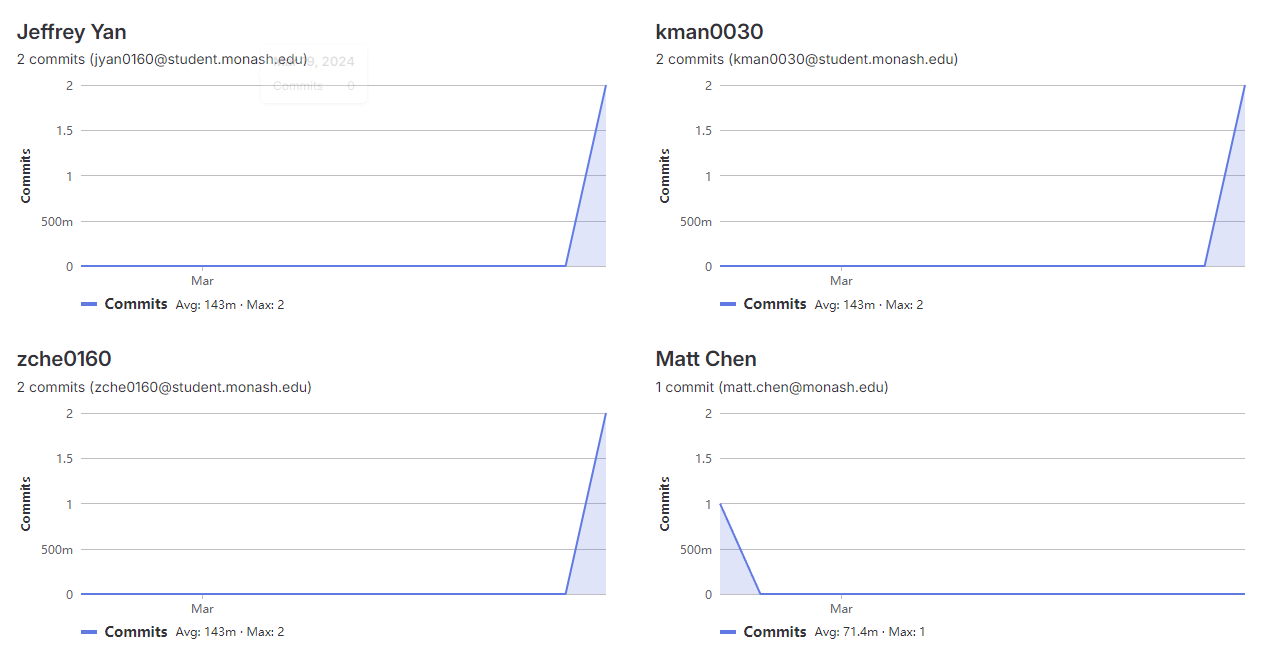 Jeffrey Yan
2 commits (jyan0160@student.monash.edu)
9, 2024
Commits 0
2
1.5
1
500m
0
Commits
Mar
Commits Avg: 143m · Max: 2
kman0030
2 commits (kman0030@student.monash.edu)
2
1.5
1
500m
0
Commits
Mar
Commits Avg: 143m · Max: 2
zche0160
2 commits (zche0160@student.monash.edu)
2
1.5
1
500m
0
Commits
Mar
Commits Avg: 143m · Max: 2
Matt Chen
1 commit (matt.chen@monash.edu)
2
1.5
1
500m
0
Commits
Mar
Commits Avg: 71.4m · Max: 1